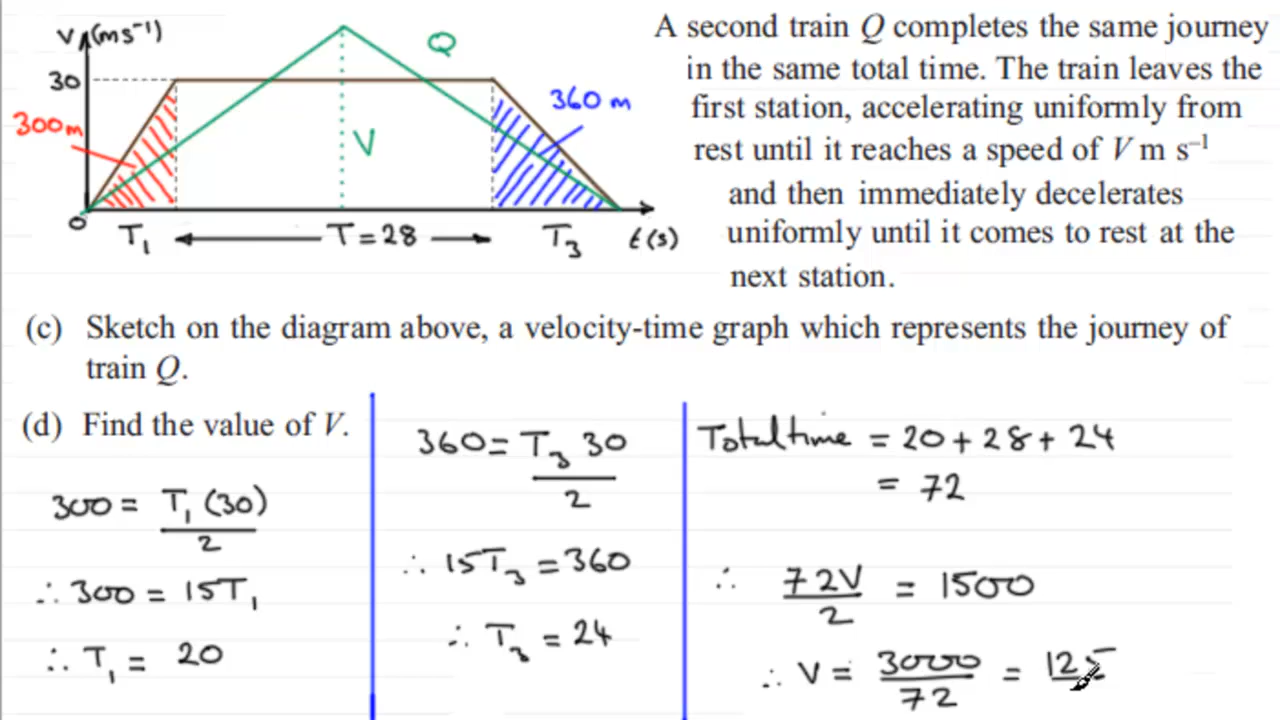 V (ms⁻¹)
30
300m
Q
360 m
V
0
T₁
T = 28
T₃
t(s)
A second train Q completes the same journey
in the same total time. The train leaves the
first station, accelerating uniformly from
rest until it reaches a speed of V m s⁻¹
and then immediately decelerates
uniformly until it comes to rest at the
next station.
(c) Sketch on the diagram above, a velocity-time graph which represents the journey of
train Q.
(d) Find the value of V.
300 = T₁ (30)
2
∴ 300 = 15T₁
∴ T₁ = 20
360 = T₃ 30
2
∴ 15T₃ = 360
∴ T₃ = 24
Total time = 20 + 28 + 24
= 72
∴ 72V = 1500
2
∴ V = 3000 = 125
72